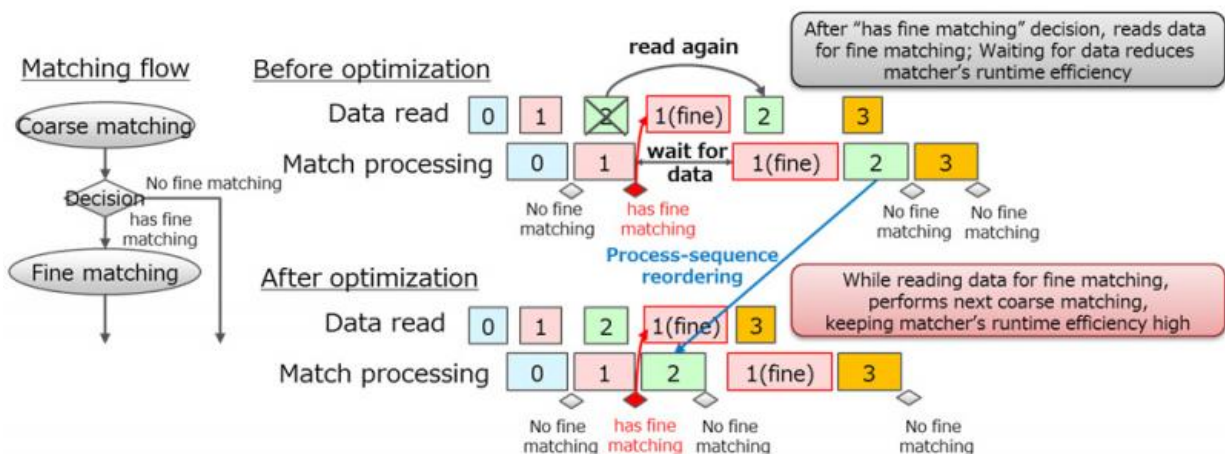 Matching flow
Coarse matching
Decision
No fine matching
has fine
matching
Fine matching
Before optimization
read again
After “has fine matching” decision, reads data
for fine matching; Waiting for data reduces
matcher’s runtime efficiency
Data read 0 1 2 1(fine) 2 3
Match processing 0 1 wait for data 1(fine) 2 3
No fine
matching
has fine
matching
No fine
matching
No fine
matching
Process-sequence
reordering
After optimization
While reading data for fine matching,
performs next coarse matching,
keeping matcher’s runtime efficiency high
Data read 0 1 2 1(fine) 3
Match processing 0 1 2 1(fine) 3
No fine
matching
has fine
matching
No fine
matching
No fine
matching